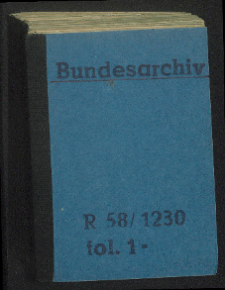 Bundesarchiv
R 58/1230
fol. 1-